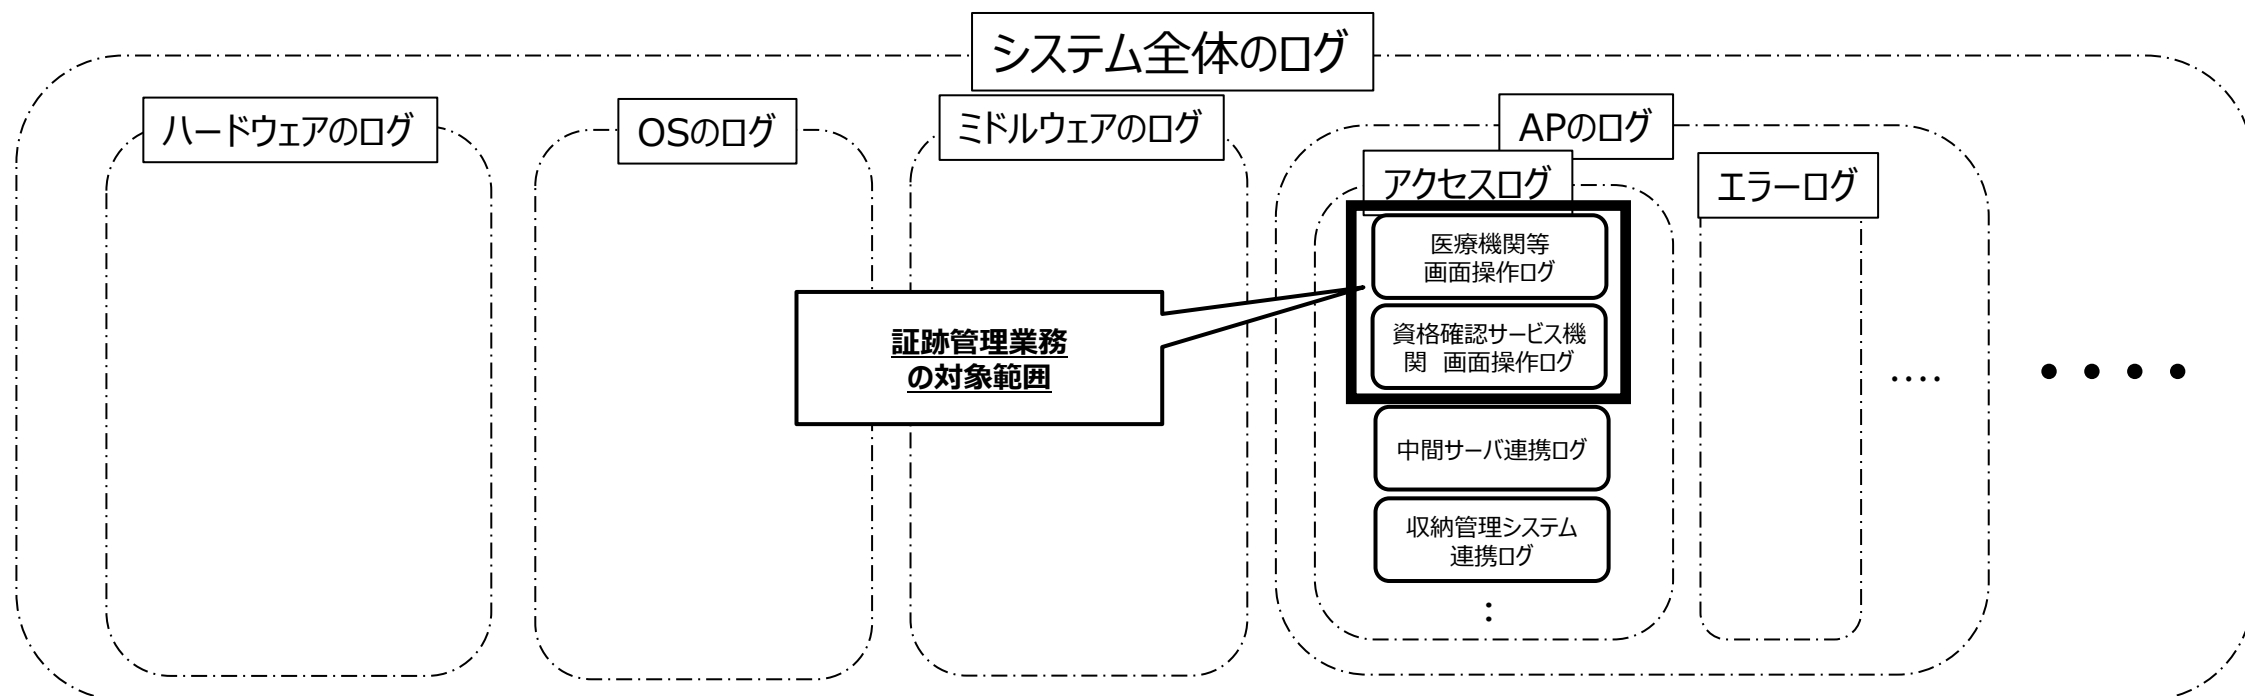 システム全体のログ
ハードウェアのログ
OSのログ
ミドルウェアのログ
APのログ
アクセスログ
エラーログ
医療機関等
画面操作ログ
資格確認サービス機
関　画面操作ログ
証跡管理業務
の対象範囲
中間サーバ連携ログ
収納管理システム
連携ログ
：
‥‥
・・・・